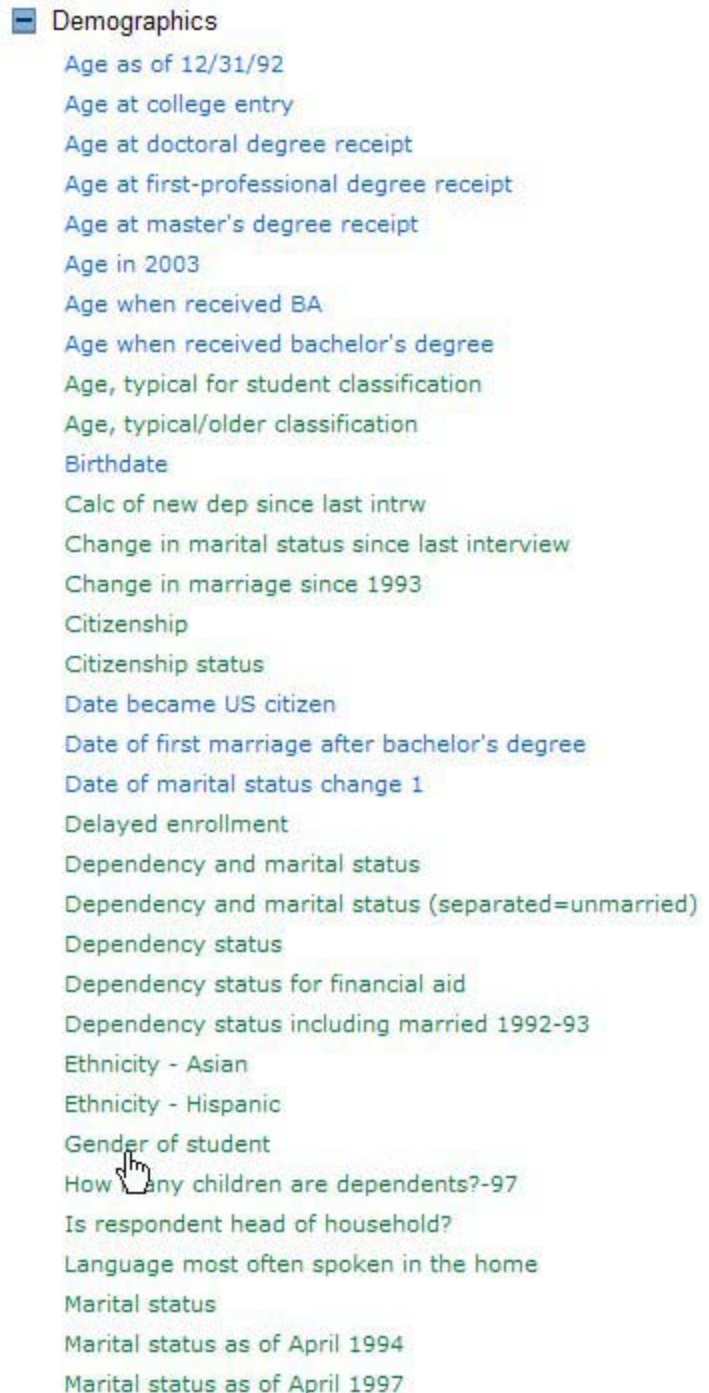 Demographics
Age as of 12/31/92
Age at college entry
Age at doctoral degree receipt
Age at first-professional degree receipt
Age at master's degree receipt
Age in 2003
Age when received BA
Age when received bachelor's degree
Age, typical for student classification
Age, typical/older classification
Birthdate
Calc of new dep since last intrw
Change in marital status since last interview
Change in marriage since 1993
Citizenship
Citizenship status
Date became US citizen
Date of first marriage after bachelor's degree
Date of marital status change 1
Delayed enrollment
Dependency and marital status
Dependency and marital status (separated=unmarried)
Dependency status
Dependency status for financial aid
Dependency status including married 1992-93
Ethnicity - Asian
Ethnicity - Hispanic
Gender of student
How many children are dependents?-97
Is respondent head of household?
Language most often spoken in the home
Marital status
Marital status as of April 1994
Marital status as of April 1997